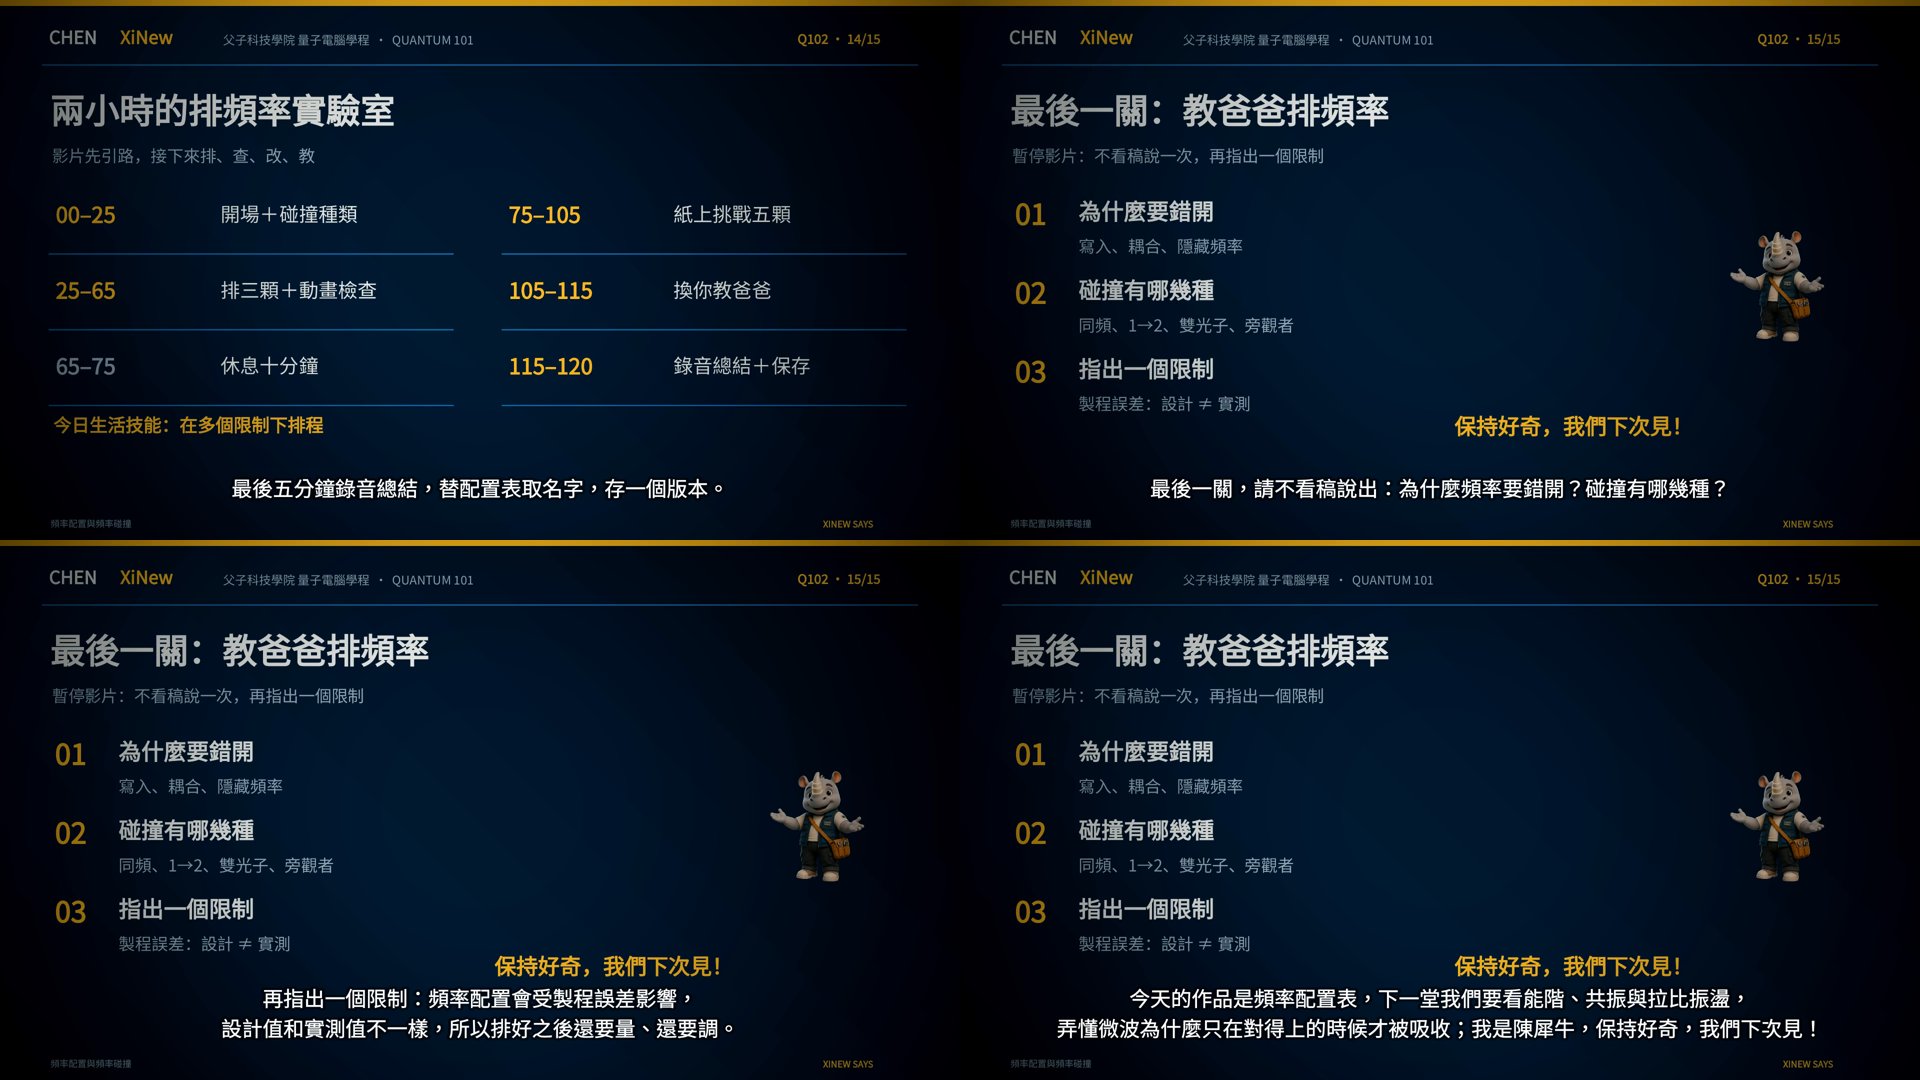 CHEN XiNew 父子科技學院 量子電腦學程 · QUANTUM 101 Q102 · 14/15
兩小時的排頻率實驗室
影片先引路，接下來排、查、改、教
00–25 開場＋碰撞種類
75–105 紙上挑戰五顆
25–65 排三顆＋動畫檢查
105–115 換你教爸爸
65–75 休息十分鐘
115–120 錄音總結＋保存
今日生活技能：在多個限制下排程
最後五分鐘錄音總結，替配置表取名字，存一個版本。
頻率配置與頻率碰撞 XINEW SAYS
CHEN XiNew 父子科技學院 量子電腦學程 · QUANTUM 101 Q102 · 15/15
最後一關：教爸爸排頻率
暫停影片：不看稿說一次，再指出一個限制
01 為什麼要錯開
寫入、耦合、隱藏頻率
02 碰撞有哪幾種
同頻、1→2、雙光子、旁觀者
03 指出一個限制
製程誤差：設計 ≠ 實測
保持好奇，我們下次見！
最後一關，請不看稿說出：為什麼頻率要錯開？碰撞有哪幾種？
頻率配置與頻率碰撞 XINEW SAYS
CHEN XiNew 父子科技學院 量子電腦學程 · QUANTUM 101 Q102 · 15/15
最後一關：教爸爸排頻率
暫停影片：不看稿說一次，再指出一個限制
01 為什麼要錯開
寫入、耦合、隱藏頻率
02 碰撞有哪幾種
同頻、1→2、雙光子、旁觀者
03 指出一個限制
製程誤差：設計 ≠ 實測
保持好奇，我們下次見！
再指出一個限制：頻率配置會受製程誤差影響，
設計值和實測值不一樣，所以排好之後還要量、還要調。
頻率配置與頻率碰撞 XINEW SAYS
CHEN XiNew 父子科技學院 量子電腦學程 · QUANTUM 101 Q102 · 15/15
最後一關：教爸爸排頻率
暫停影片：不看稿說一次，再指出一個限制
01 為什麼要錯開
寫入、耦合、隱藏頻率
02 碰撞有哪幾種
同頻、1→2、雙光子、旁觀者
03 指出一個限制
製程誤差：設計 ≠ 實測
保持好奇，我們下次見！
今天的作品是頻率配置表，下一堂我們要看能階、共振與拉比振盪，
弄懂微波為什麼只在對得上的時候才被吸收；我是陳犀牛，保持好奇，我們下次見！
頻率配置與頻率碰撞 XINEW SAYS